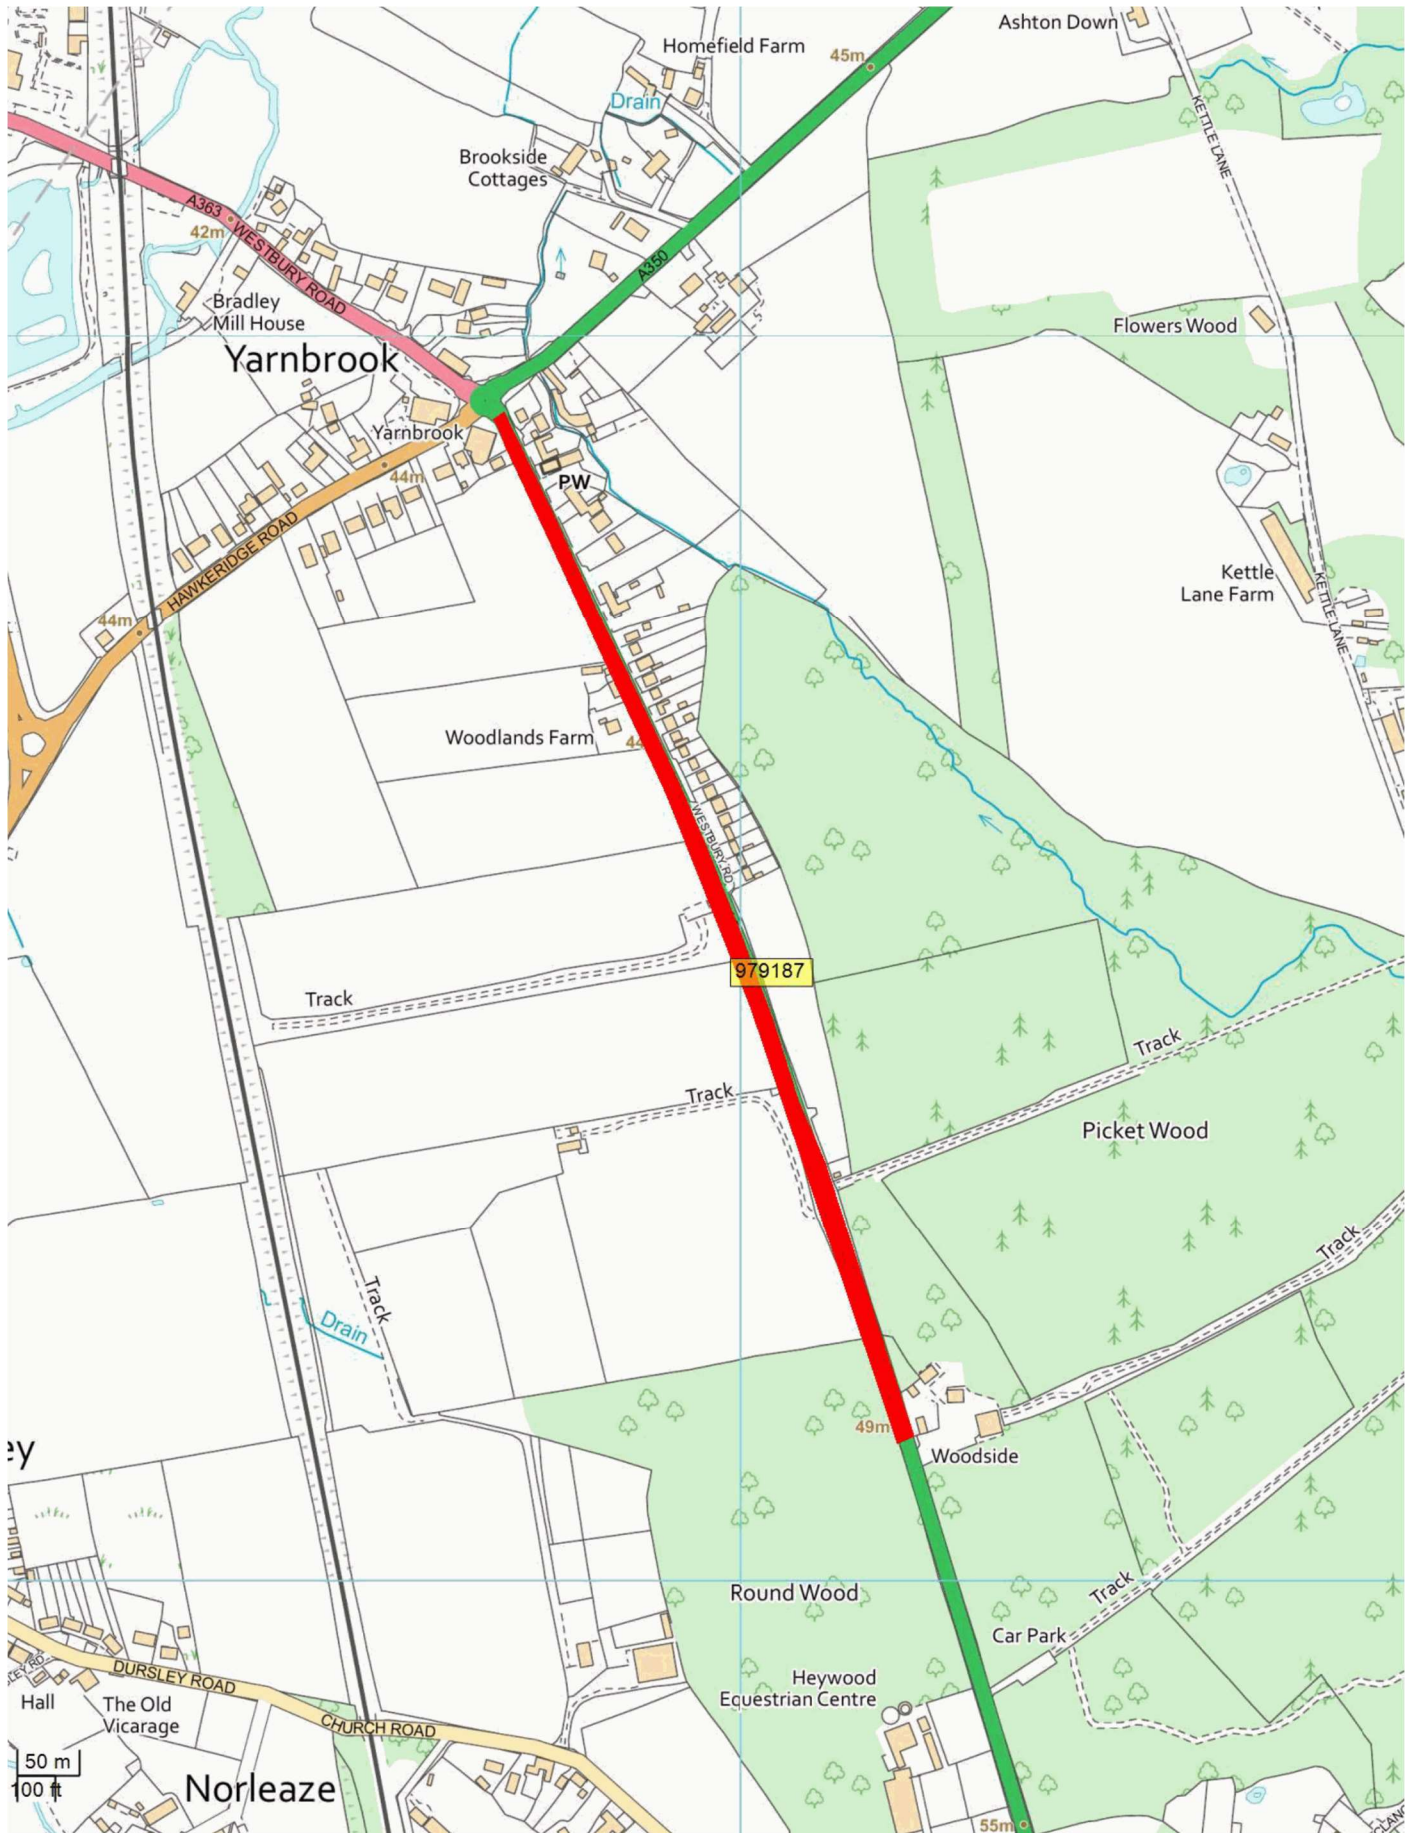 Ashton Down
Homefield Farm
45m
Drain
KETTLE LANE
Brookside
Cottages
A363
42m
WESTBURY ROAD
A350
Bradley
Mill House
Flowers Wood
Yarnbrook
Yarnbrook
44m
PW
HAWKERIDGE ROAD
Kettle
Lane Farm
KETTLE LANE
44m
Woodlands Farm
WESTBURY RD
979187
Track
Track
Track
Picket Wood
Track
Track
Drain
49m
Woodside
ey
Round Wood
Track
Car Park
DURSLEY ROAD
Heywood
Equestrian Centre
Hall
The Old
Vicarage
CHURCH ROAD
50 m
100 ft
Norleaze
55m